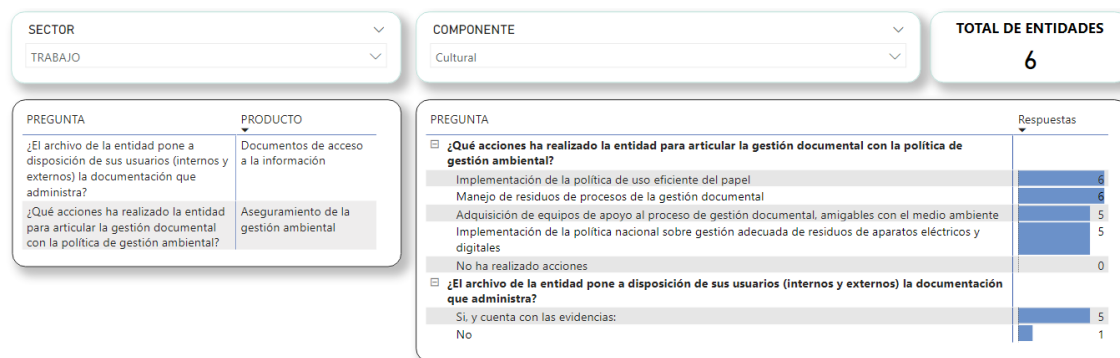 SECTOR
TRABAJO
COMPONENTE
Cultural
TOTAL DE ENTIDADES
6
PREGUNTA PRODUCTO
¿El archivo de la entidad pone a disposición de sus usuarios (internos y externos) la documentación que administra? Documentos de acceso a la información
¿Qué acciones ha realizado la entidad para articular la gestión documental con la política de gestión ambiental? Aseguramiento de la gestión ambiental
PREGUNTA Respuestas
¿Qué acciones ha realizado la entidad para articular la gestión documental con la política de
gestión ambiental?
Implementación de la política de uso eficiente del papel 6
Manejo de residuos de procesos de la gestión documental 6
Adquisición de equipos de apoyo al proceso de gestión documental, amigables con el medio ambiente 5
Implementación de la política nacional sobre gestión adecuada de residuos de aparatos eléctricos y 5
digitales
No ha realizado acciones 0
¿El archivo de la entidad pone a disposición de sus usuarios (internos y externos) la documentación
que administra?
Si, y cuenta con las evidencias: 5
No 1